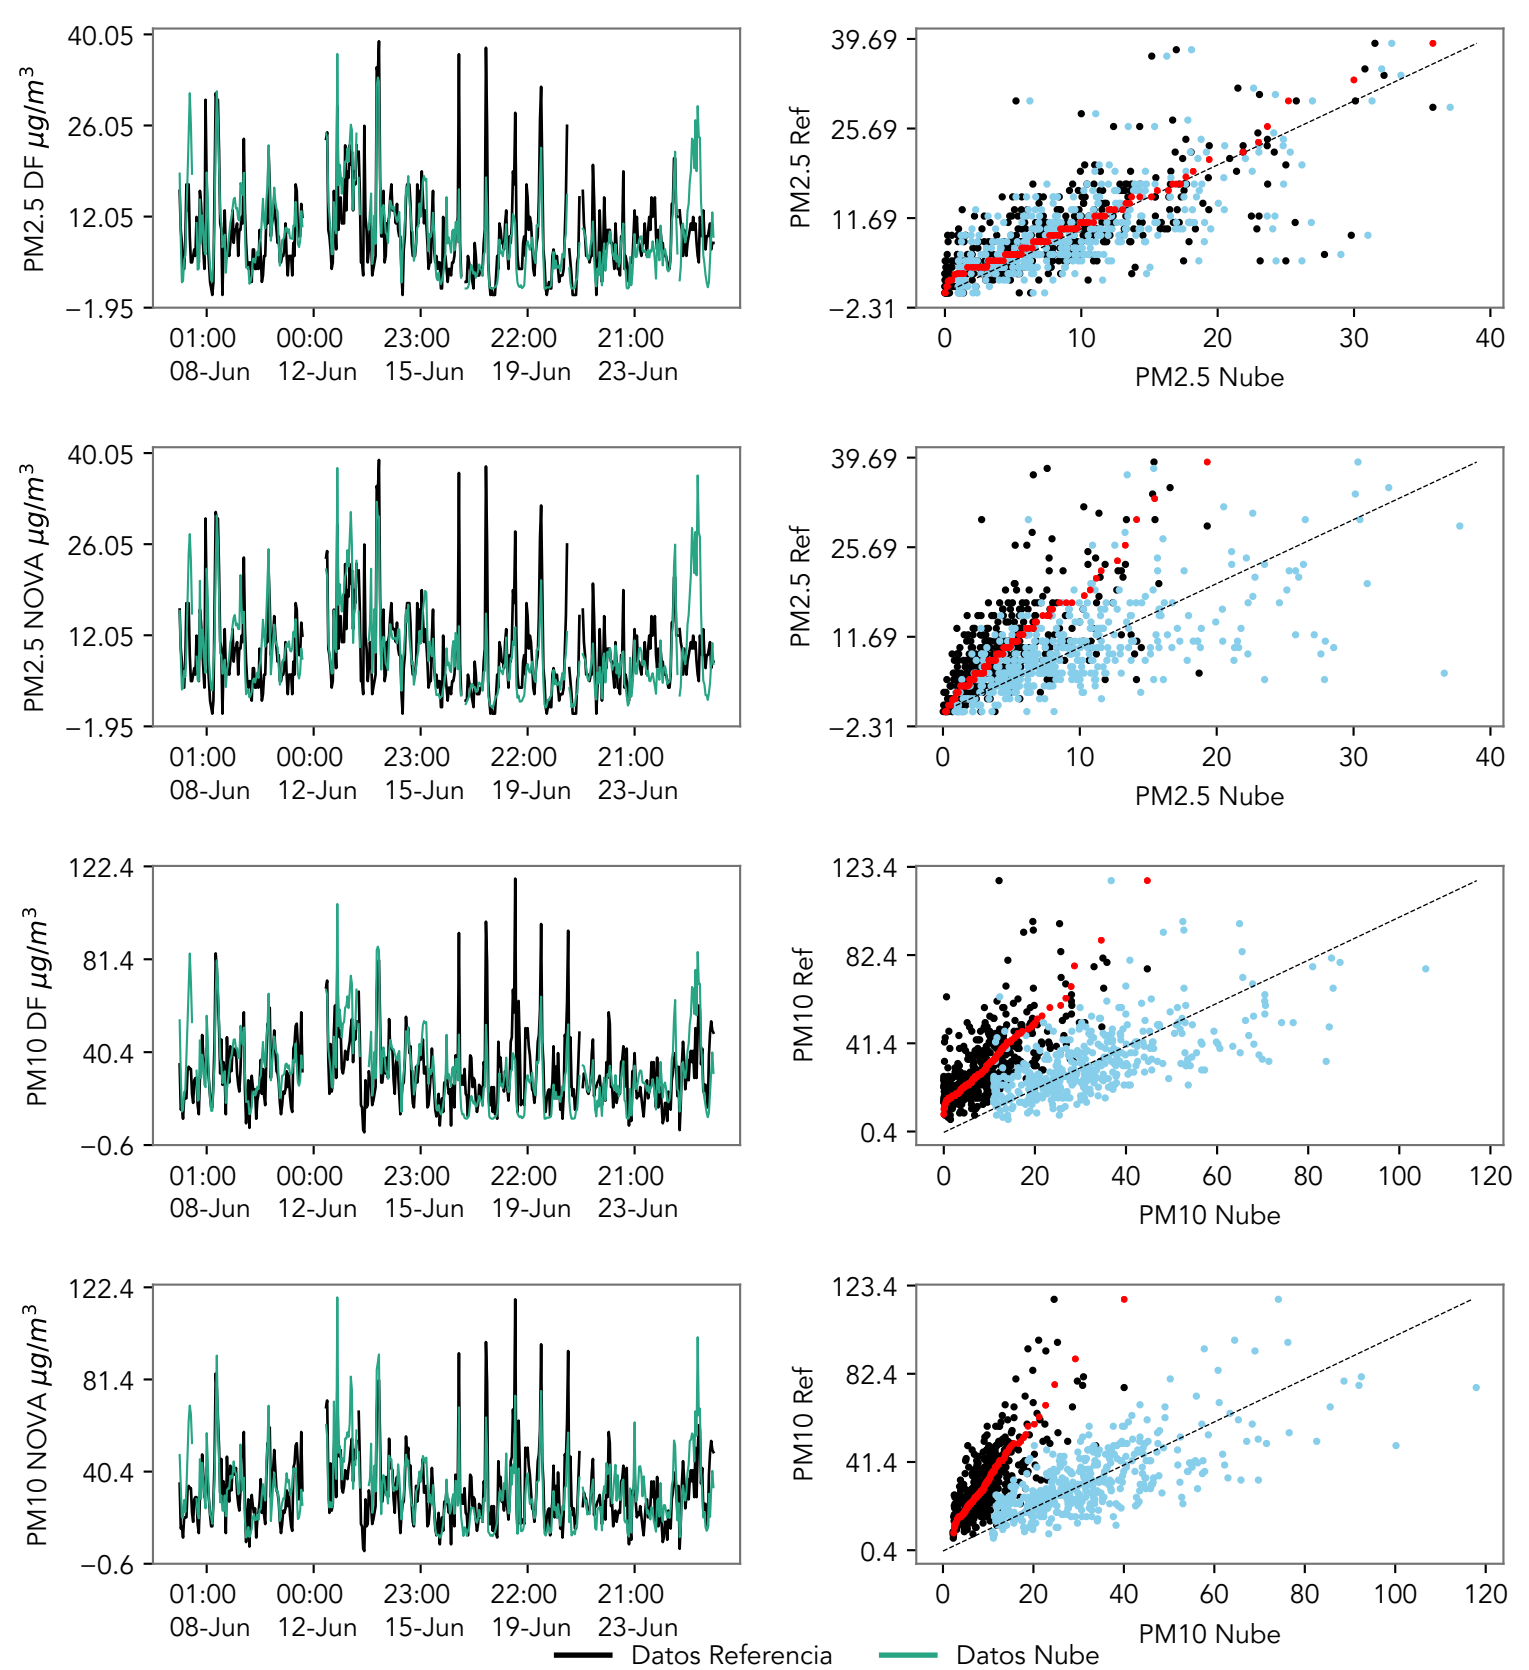 PM2.5 DF μg/m³
40.05
26.05
12.05
−1.95
01:00 00:00 23:00 22:00 21:00
08-Jun 12-Jun 15-Jun 19-Jun 23-Jun
PM2.5 Ref
39.69
25.69
11.69
−2.31
0 10 20 30 40
PM2.5 Nube
PM2.5 NOVA μg/m³
40.05
26.05
12.05
−1.95
01:00 00:00 23:00 22:00 21:00
08-Jun 12-Jun 15-Jun 19-Jun 23-Jun
PM2.5 Ref
39.69
25.69
11.69
−2.31
0 10 20 30 40
PM2.5 Nube
PM10 DF μg/m³
122.4
81.4
40.4
−0.6
01:00 00:00 23:00 22:00 21:00
08-Jun 12-Jun 15-Jun 19-Jun 23-Jun
PM10 Ref
123.4
82.4
41.4
0.4
0 20 40 60 80 100 120
PM10 Nube
PM10 NOVA μg/m³
122.4
81.4
40.4
−0.6
01:00 00:00 23:00 22:00 21:00
08-Jun 12-Jun 15-Jun 19-Jun 23-Jun
PM10 Ref
123.4
82.4
41.4
0.4
0 20 40 60 80 100 120
PM10 Nube
Datos Referencia Datos Nube